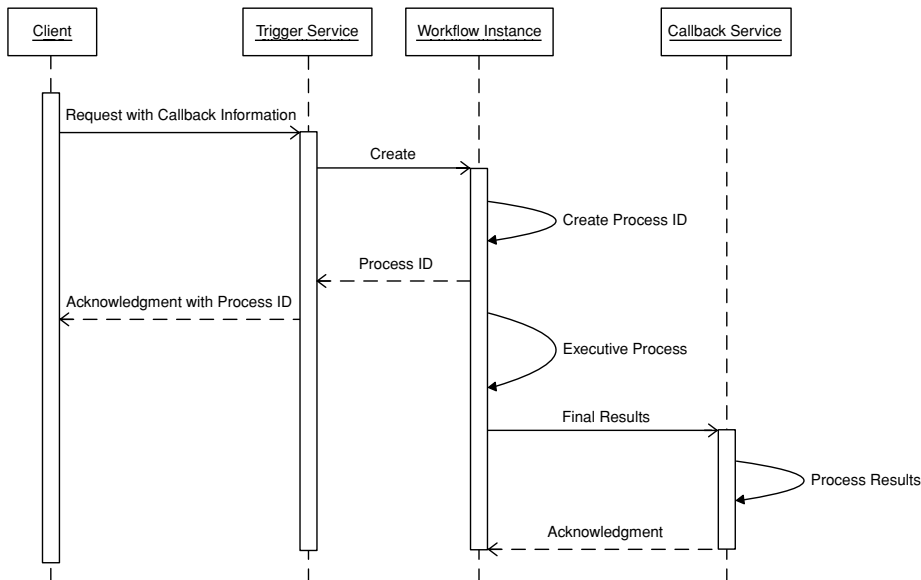 Client
Trigger Service
Workflow Instance
Callback Service
Request with Callback Information
Create
Create Process ID
Process ID
Acknowledgment with Process ID
Executive Process
Final Results
Process Results
Acknowledgment